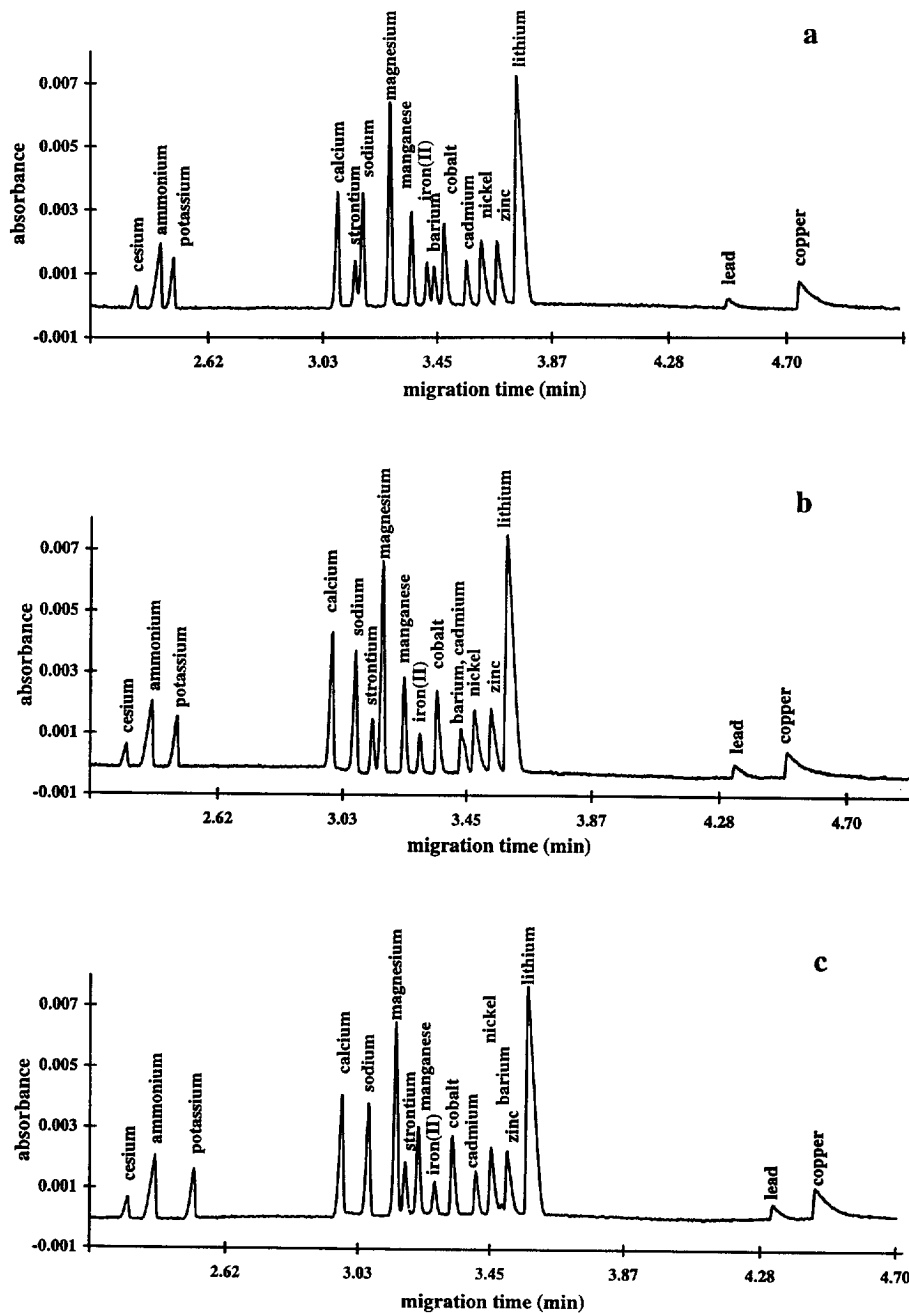 a
absorbance
0.007
0.005
0.003
0.001
-0.001
cesium
ammonium
potassium
calcium
strontium
sodium
magnesium
manganese
iron(II)
barium
cobalt
cadmium
nickel
zinc
lithium
lead
copper
2.62 3.03 3.45 3.87 4.28 4.70
migration time (min)
b
absorbance
0.007
0.005
0.003
0.001
-0.001
cesium
ammonium
potassium
calcium
sodium
strontium
magnesium
manganese
iron(II)
cobalt
barium, cadmium
nickel
zinc
lithium
lead
copper
2.62 3.03 3.45 3.87 4.28 4.70
migration time (min)
c
absorbance
0.007
0.005
0.003
0.001
-0.001
cesium
ammonium
potassium
calcium
sodium
magnesium
strontium
manganese
iron(II)
cobalt
cadmium
nickel
zinc
barium
lithium
lead
copper
2.62 3.03 3.45 3.87 4.28 4.70
migration time (min)